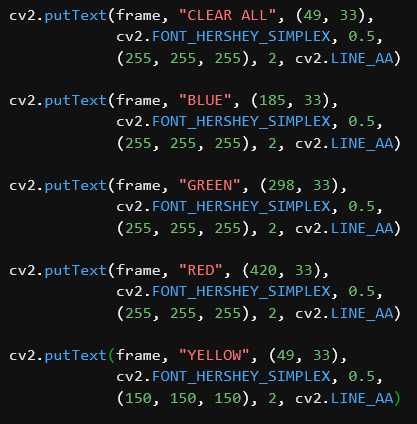 cv2.putText(frame, "CLEAR ALL", (49, 33),
cv2.FONT_HERSHEY_SIMPLEX, 0.5,
(255, 255, 255), 2, cv2.LINE_AA)
cv2.putText(frame, "BLUE", (185, 33),
cv2.FONT_HERSHEY_SIMPLEX, 0.5,
(255, 255, 255), 2, cv2.LINE_AA)
cv2.putText(frame, "GREEN", (298, 33),
cv2.FONT_HERSHEY_SIMPLEX, 0.5,
(255, 255, 255), 2, cv2.LINE_AA)
cv2.putText(frame, "RED", (420, 33),
cv2.FONT_HERSHEY_SIMPLEX, 0.5,
(255, 255, 255), 2, cv2.LINE_AA)
cv2.putText(frame, "YELLOW", (49, 33),
cv2.FONT_HERSHEY_SIMPLEX, 0.5,
(150, 150, 150), 2, cv2.LINE_AA)